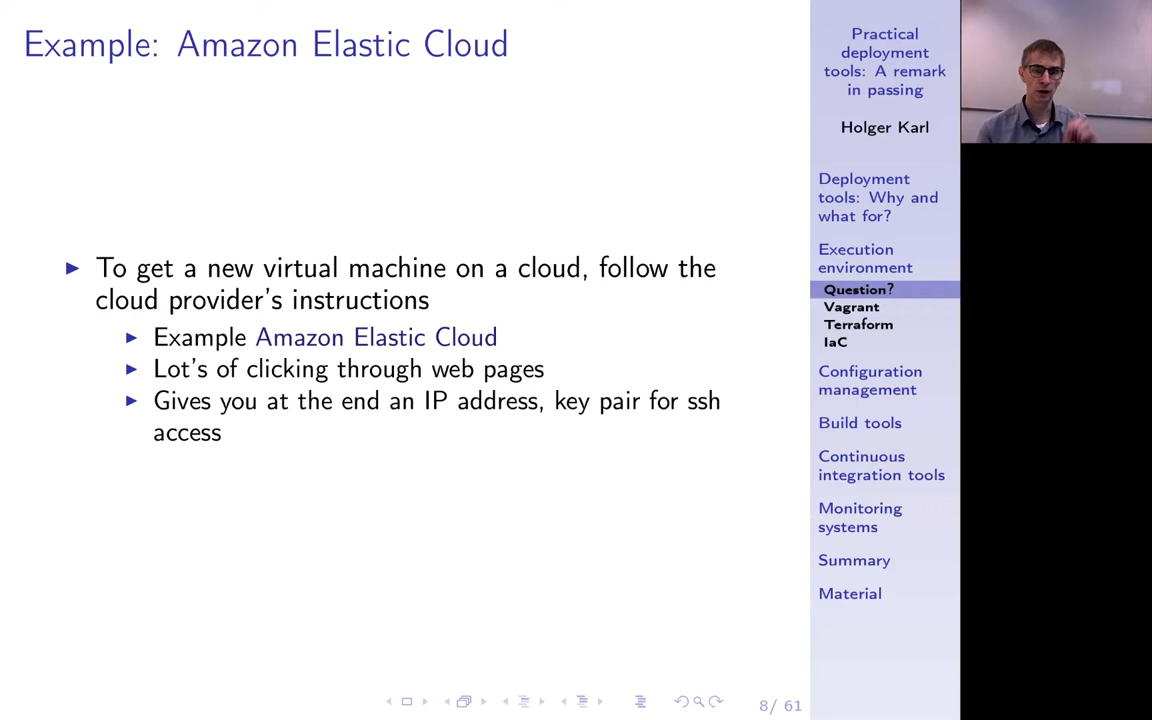 Example: Amazon Elastic Cloud
To get a new virtual machine on a cloud, follow the
cloud provider's instructions
Example Amazon Elastic Cloud
Lot's of clicking through web pages
Gives you at the end an IP address, key pair for ssh
access
8/ 61
Practical
deployment
tools: A remark
in passing
Holger Karl
Deployment
tools: Why and
what for?
Execution
environment
Question?
Vagrant
Terraform
IaC
Configuration
management
Build tools
Continuous
integration tools
Monitoring
systems
Summary
Material